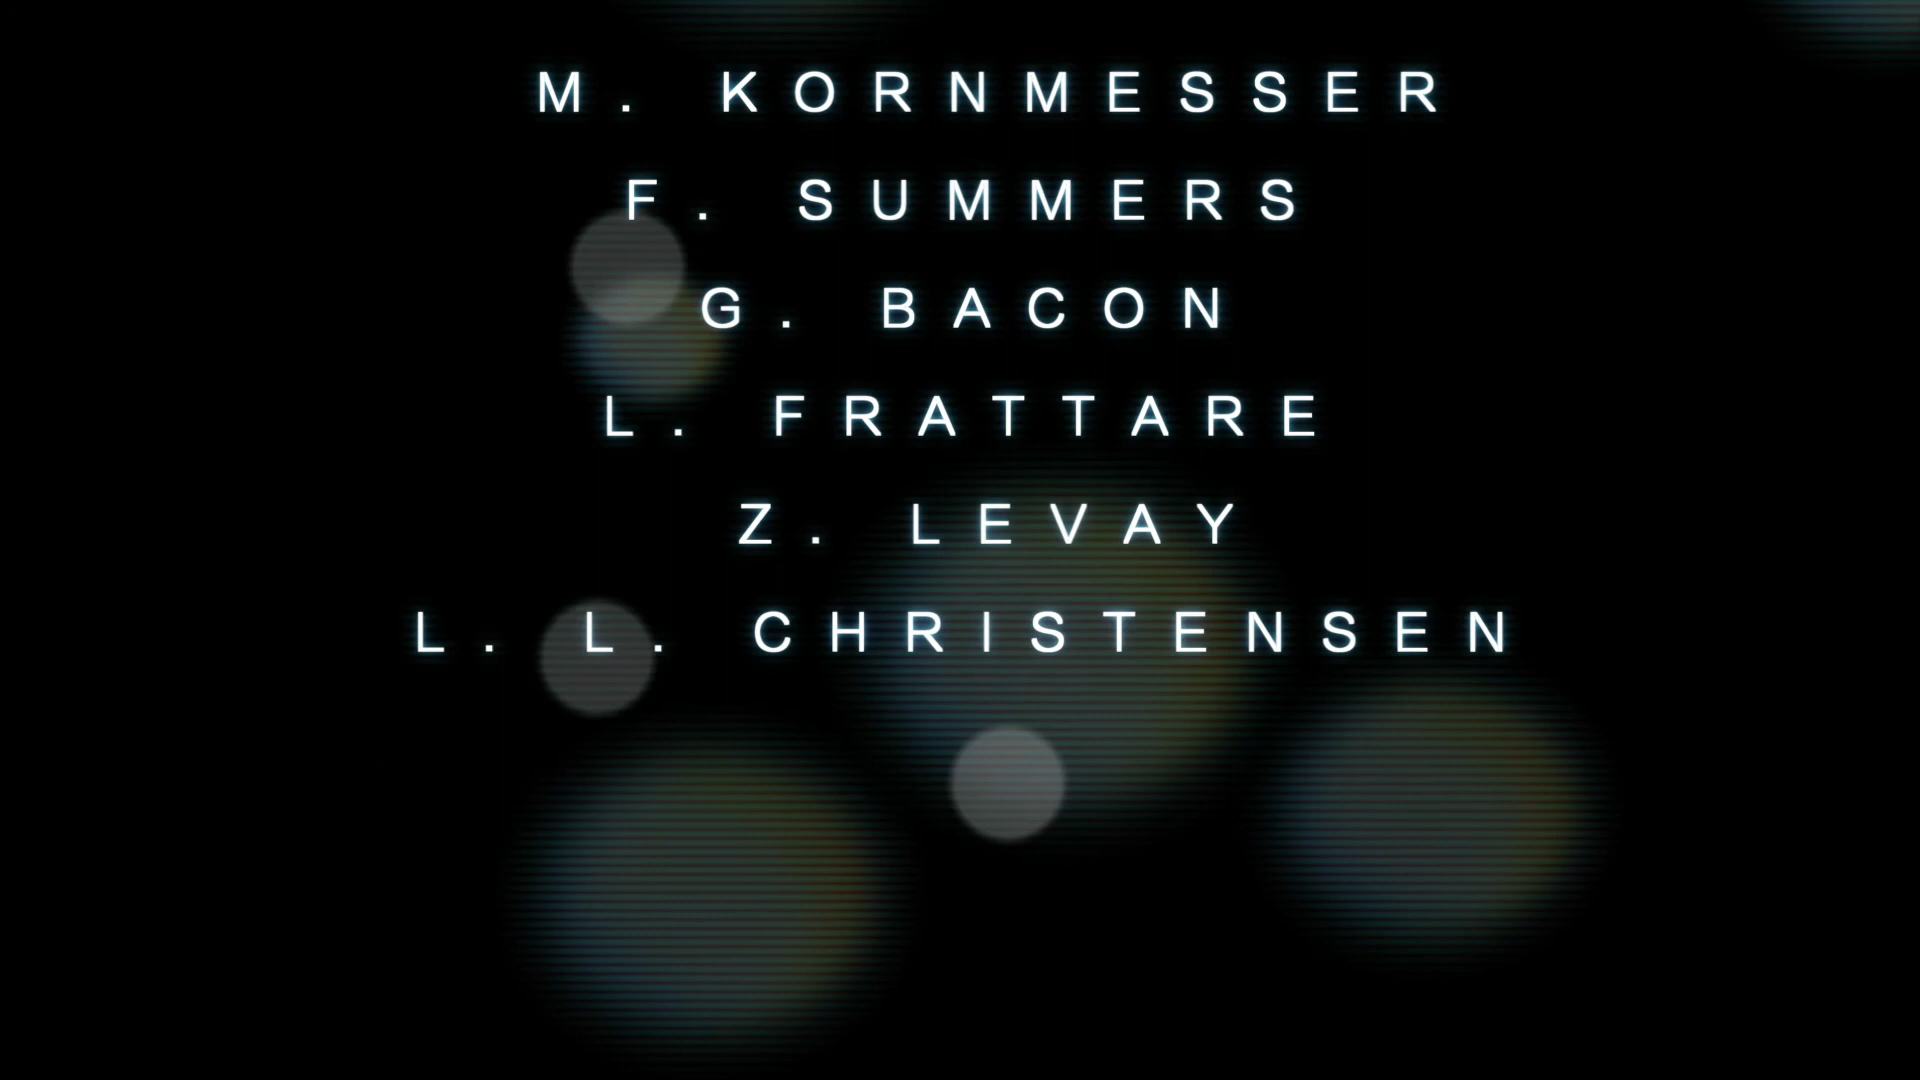 M. KORNMESSER
F. SUMMERS
G. BACON
L. FRATTARE
Z. LEVAY
L. L. CHRISTENSEN